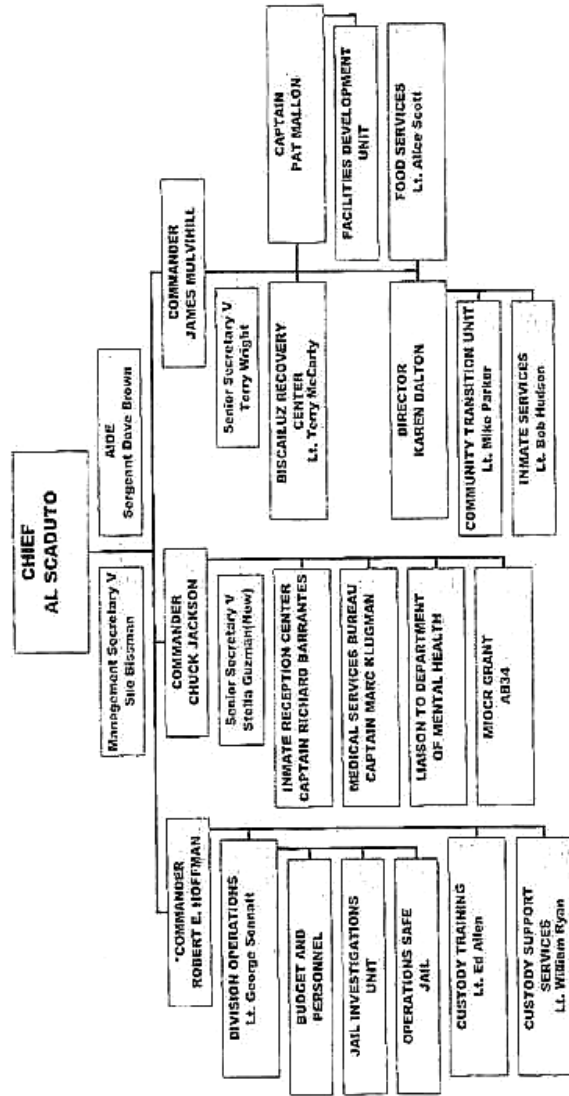 CHIEF
AL SCADUTO
Management Secretary V
Sue Bissman
AIDE
Sergeant Dave Brown
*COMMANDER
ROBERT E. HOFFMAN
DIVISION OPERATIONS
Lt. George Sennatt
BUDGET AND
PERSONNEL
JAIL INVESTIGATIONS
UNIT
OPERATIONS SAFE
JAIL
CUSTODY TRAINING
Lt. Ed Allen
CUSTODY SUPPORT
SERVICES
Lt. William Ryan
COMMANDER
CHUCK JACKSON
Senior Secretary V
Stella Guzman(New)
INMATE RECEPTION CENTER
CAPTAIN RICHARD BARRANTES
MEDICAL SERVICES BUREAU
CAPTAIN MARC KLUGMAN
LIAISON TO DEPARTMENT
OF MENTAL HEALTH
MIOCR GRANT
AB34
COMMANDER
JAMES MULVIHILL
Senior Secretary V
Terry Wright
BISCAILUZ RECOVERY
CENTER
Lt. Terry McCarty
CAPTAIN
PAT MALLON
FACILITIES DEVELOPMENT
UNIT
DIRECTOR
KAREN DALTON
COMMUNITY TRANSITION UNIT
Lt. Mike Parker
INMATE SERVICES
Lt. Bob Hudson
FOOD SERVICES
Lt. Alice Scott